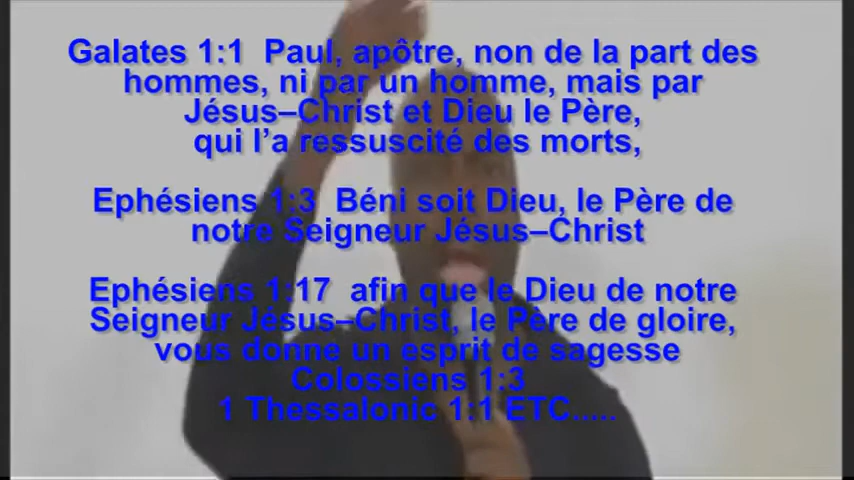 Galates 1:1  Paul, apôtre, non de la part des
hommes, ni par un homme, mais par
Jésus–Christ et Dieu le Père,
qui l’a ressuscité des morts,
Ephésiens 1:3  Béni soit Dieu, le Père de
notre Seigneur Jésus–Christ
Ephésiens 1:17  afin que le Dieu de notre
Seigneur Jésus–Christ, le Père de gloire,
vous donne un esprit de sagesse
Colossiens 1:3
1 Thessalonic 1:1 ETC.....